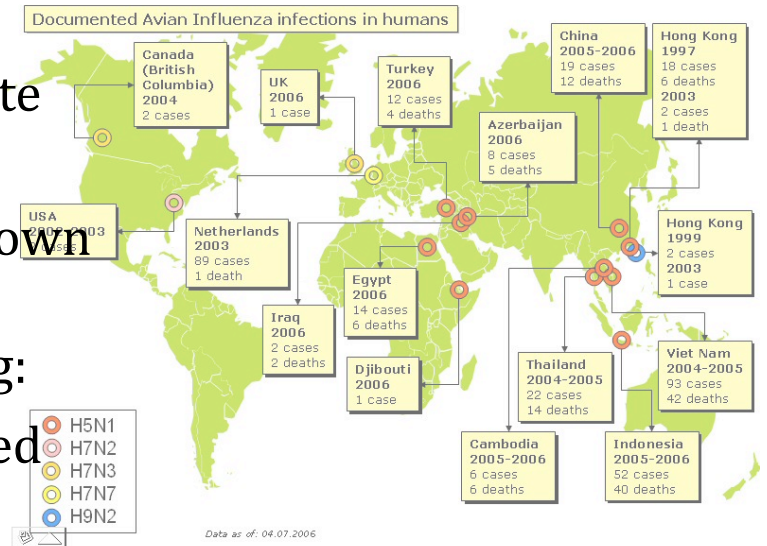 Documented Avian Influenza infections in humans
Canada
(British
Columbia)
2004
2 cases
UK
2006
1 case
Turkey
2006
12 cases
4 deaths
China
2005-2006
19 cases
12 deaths
Hong Kong
1997
18 cases
6 deaths
2003
2 cases
1 death
Azerbaijan
2006
8 cases
5 deaths
te
USA
2002-2003
cases
own
Netherlands
2003
89 cases
1 death
Hong Kong
1999
2 cases
2003
1 case
Egypt
2006
14 cases
6 deaths
Iraq
2006
2 cases
2 deaths
Djibouti
2006
1 case
Thailand
2004-2005
22 cases
14 deaths
Viet Nam
2004-2005
93 cases
42 deaths
g:
ed
Cambodia
2005-2006
6 cases
6 deaths
Indonesia
2005-2006
52 cases
40 deaths
H5N1
H7N2
H7N3
H7N7
H9N2
Data as of: 04.07.2006